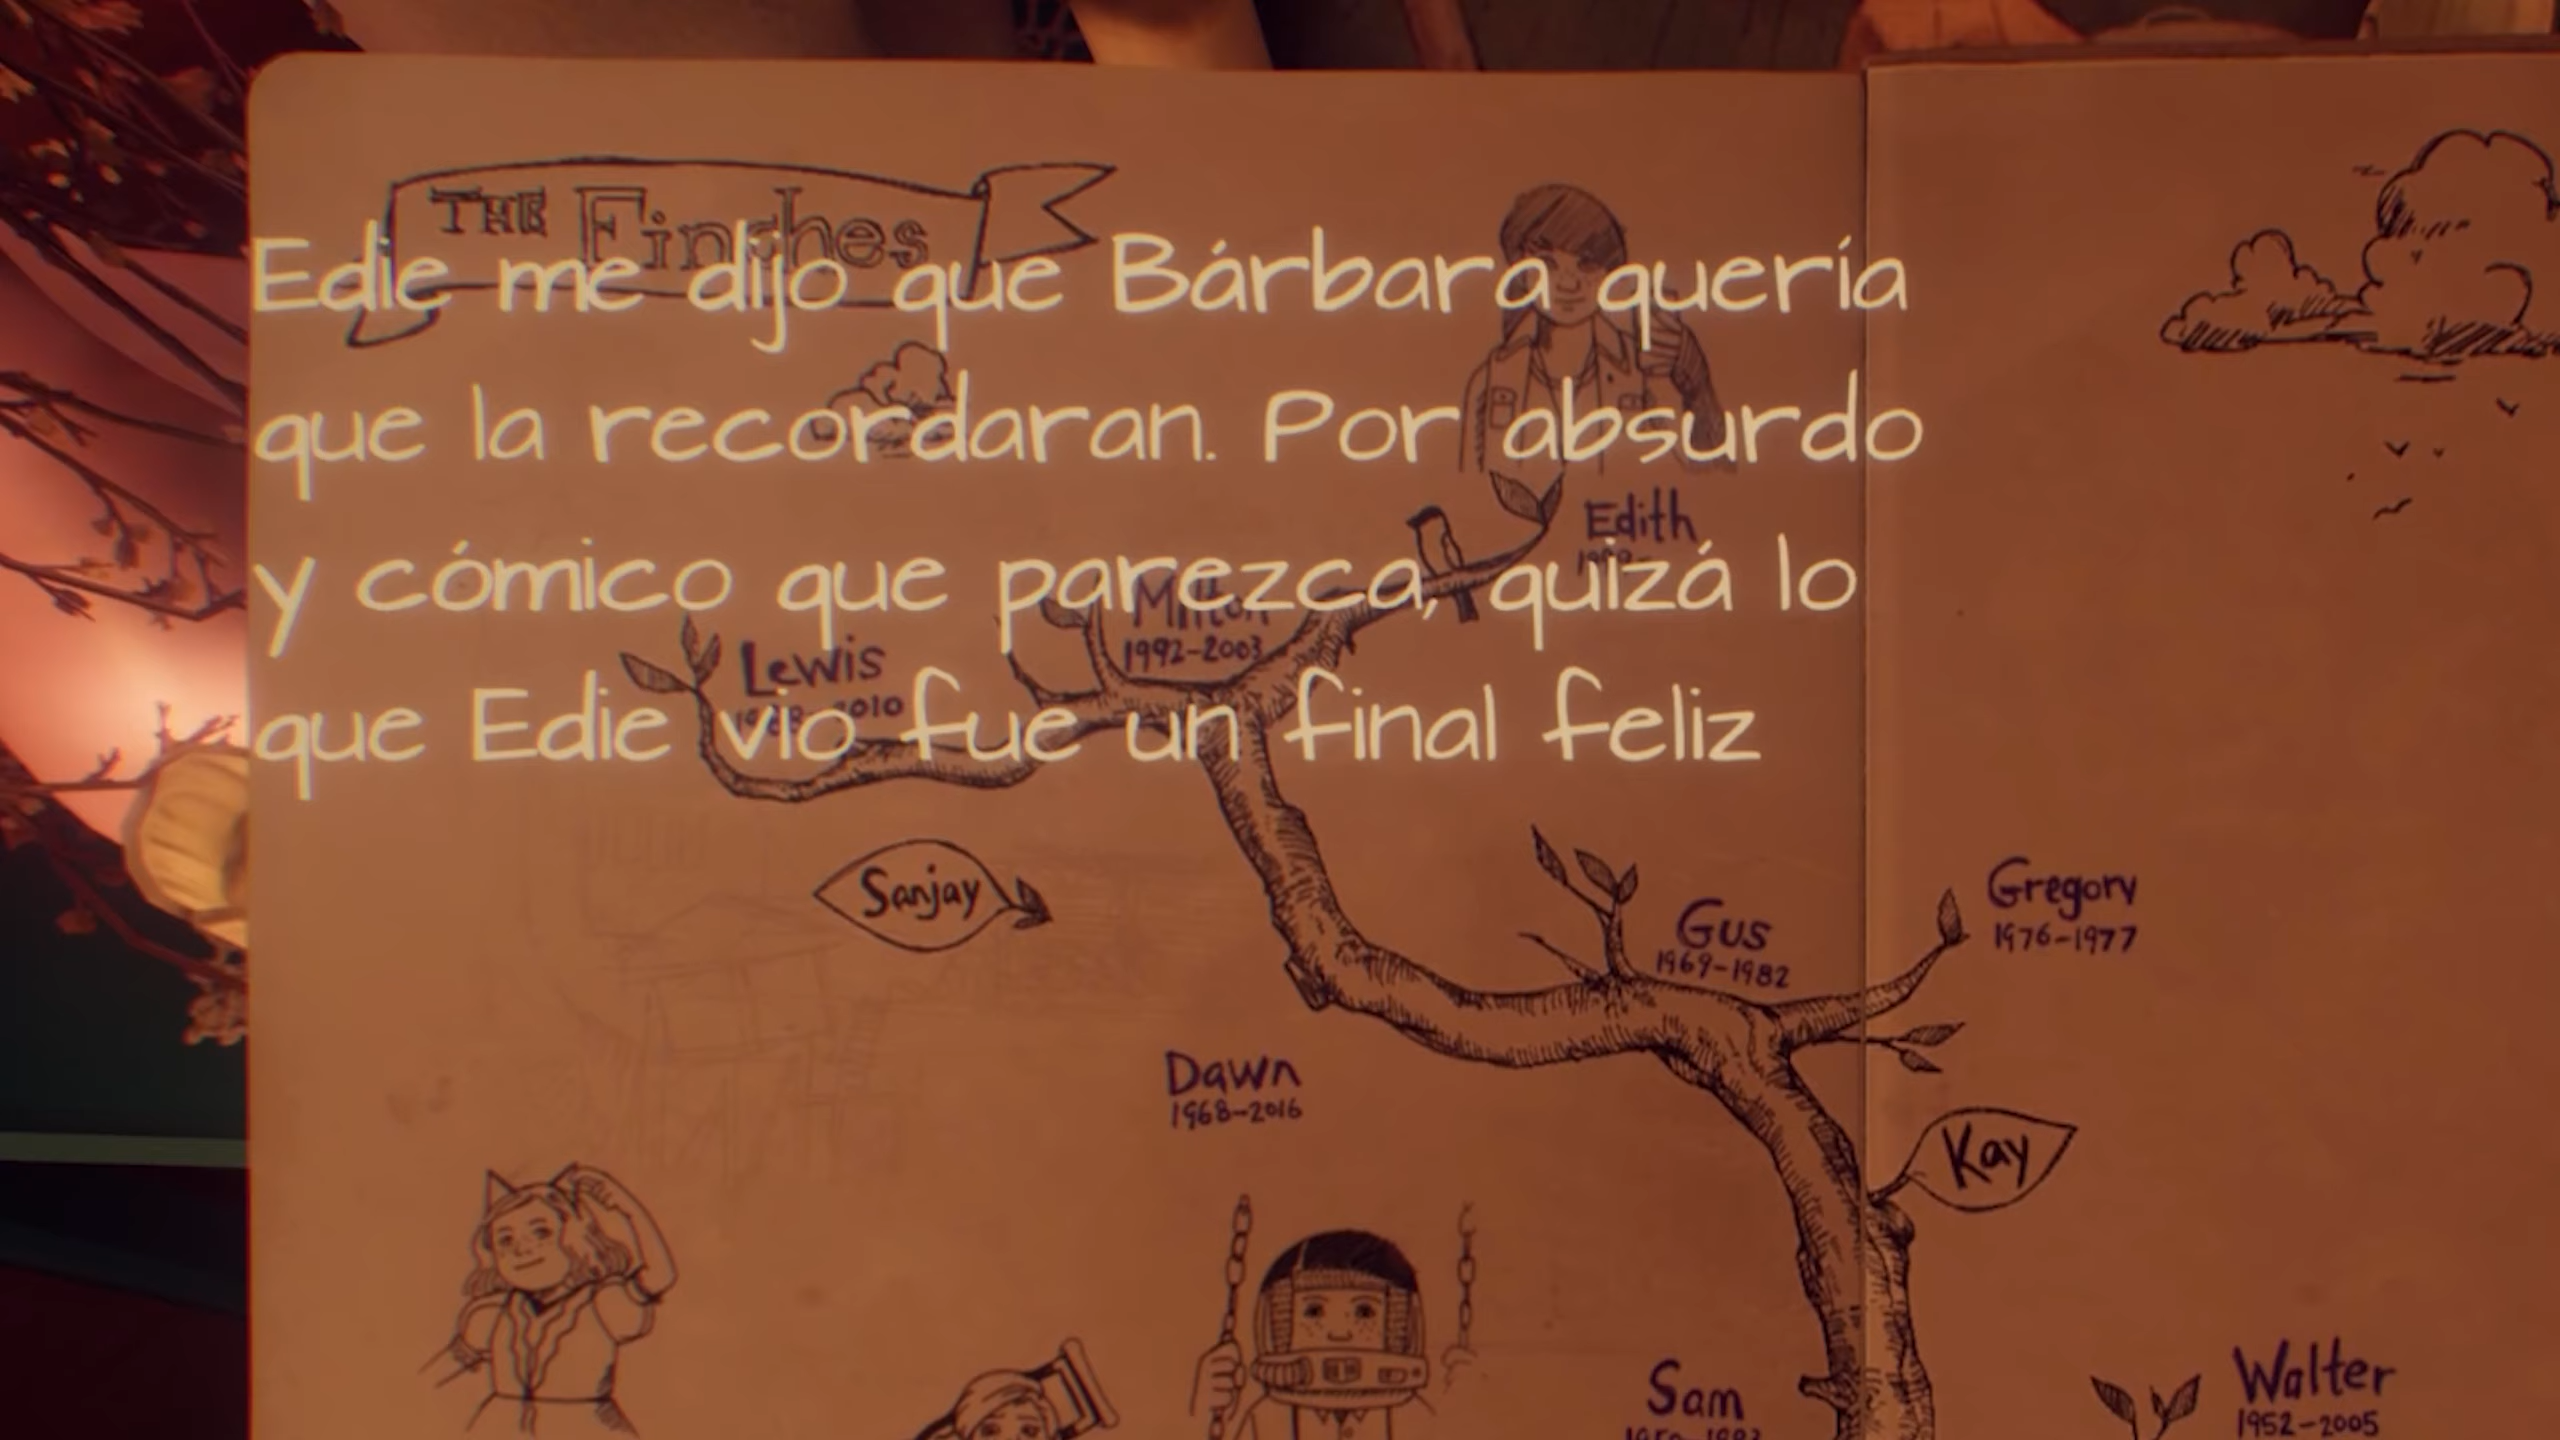 THE Finches
Edie me dijo que Bárbara quería
que la recordaran. Por absurdo
y cómico que parezca, quizá lo
que Edie vio fue un final feliz
Edith
Milton
1992-2003
Lewis
Sanjay
Gus
1969-1982
Gregory
1976-1977
Dawn
1968-2016
Kay
Sam
Walter
1952-2005